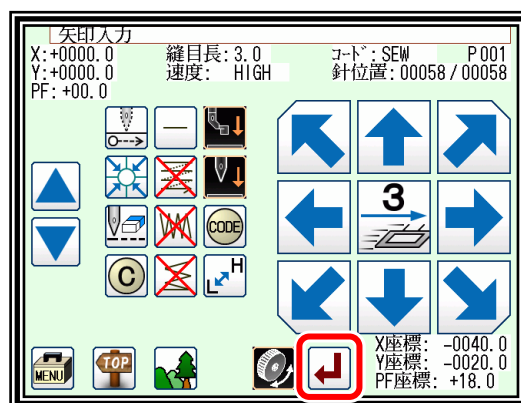 矢印入力
X:+0000.0 縫目長:3.0 コード:SEW P001
Y:+0000.0 速度: HIGH 針位置:00058/00058
PF:+00.0
CODE
C
L H
3
X座標: -0040.0
Y座標: -0020.0
PF座標: +18.0
MENU
TOP